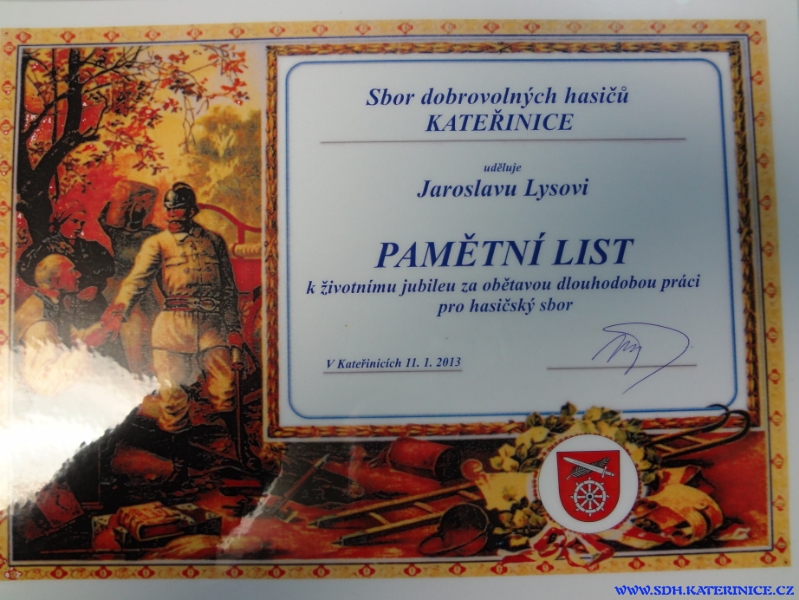 Sbor dobrovolných hasičů
KATEŘINICE
uděluje
Jaroslavu Lysovi
PAMĚTNÍ LIST
k životnímu jubileu za obětavou dlouhodobou práci
pro hasičský sbor
V Kateřinicích 11. 1. 2013
WWW.SDH.KATERINICE.CZ